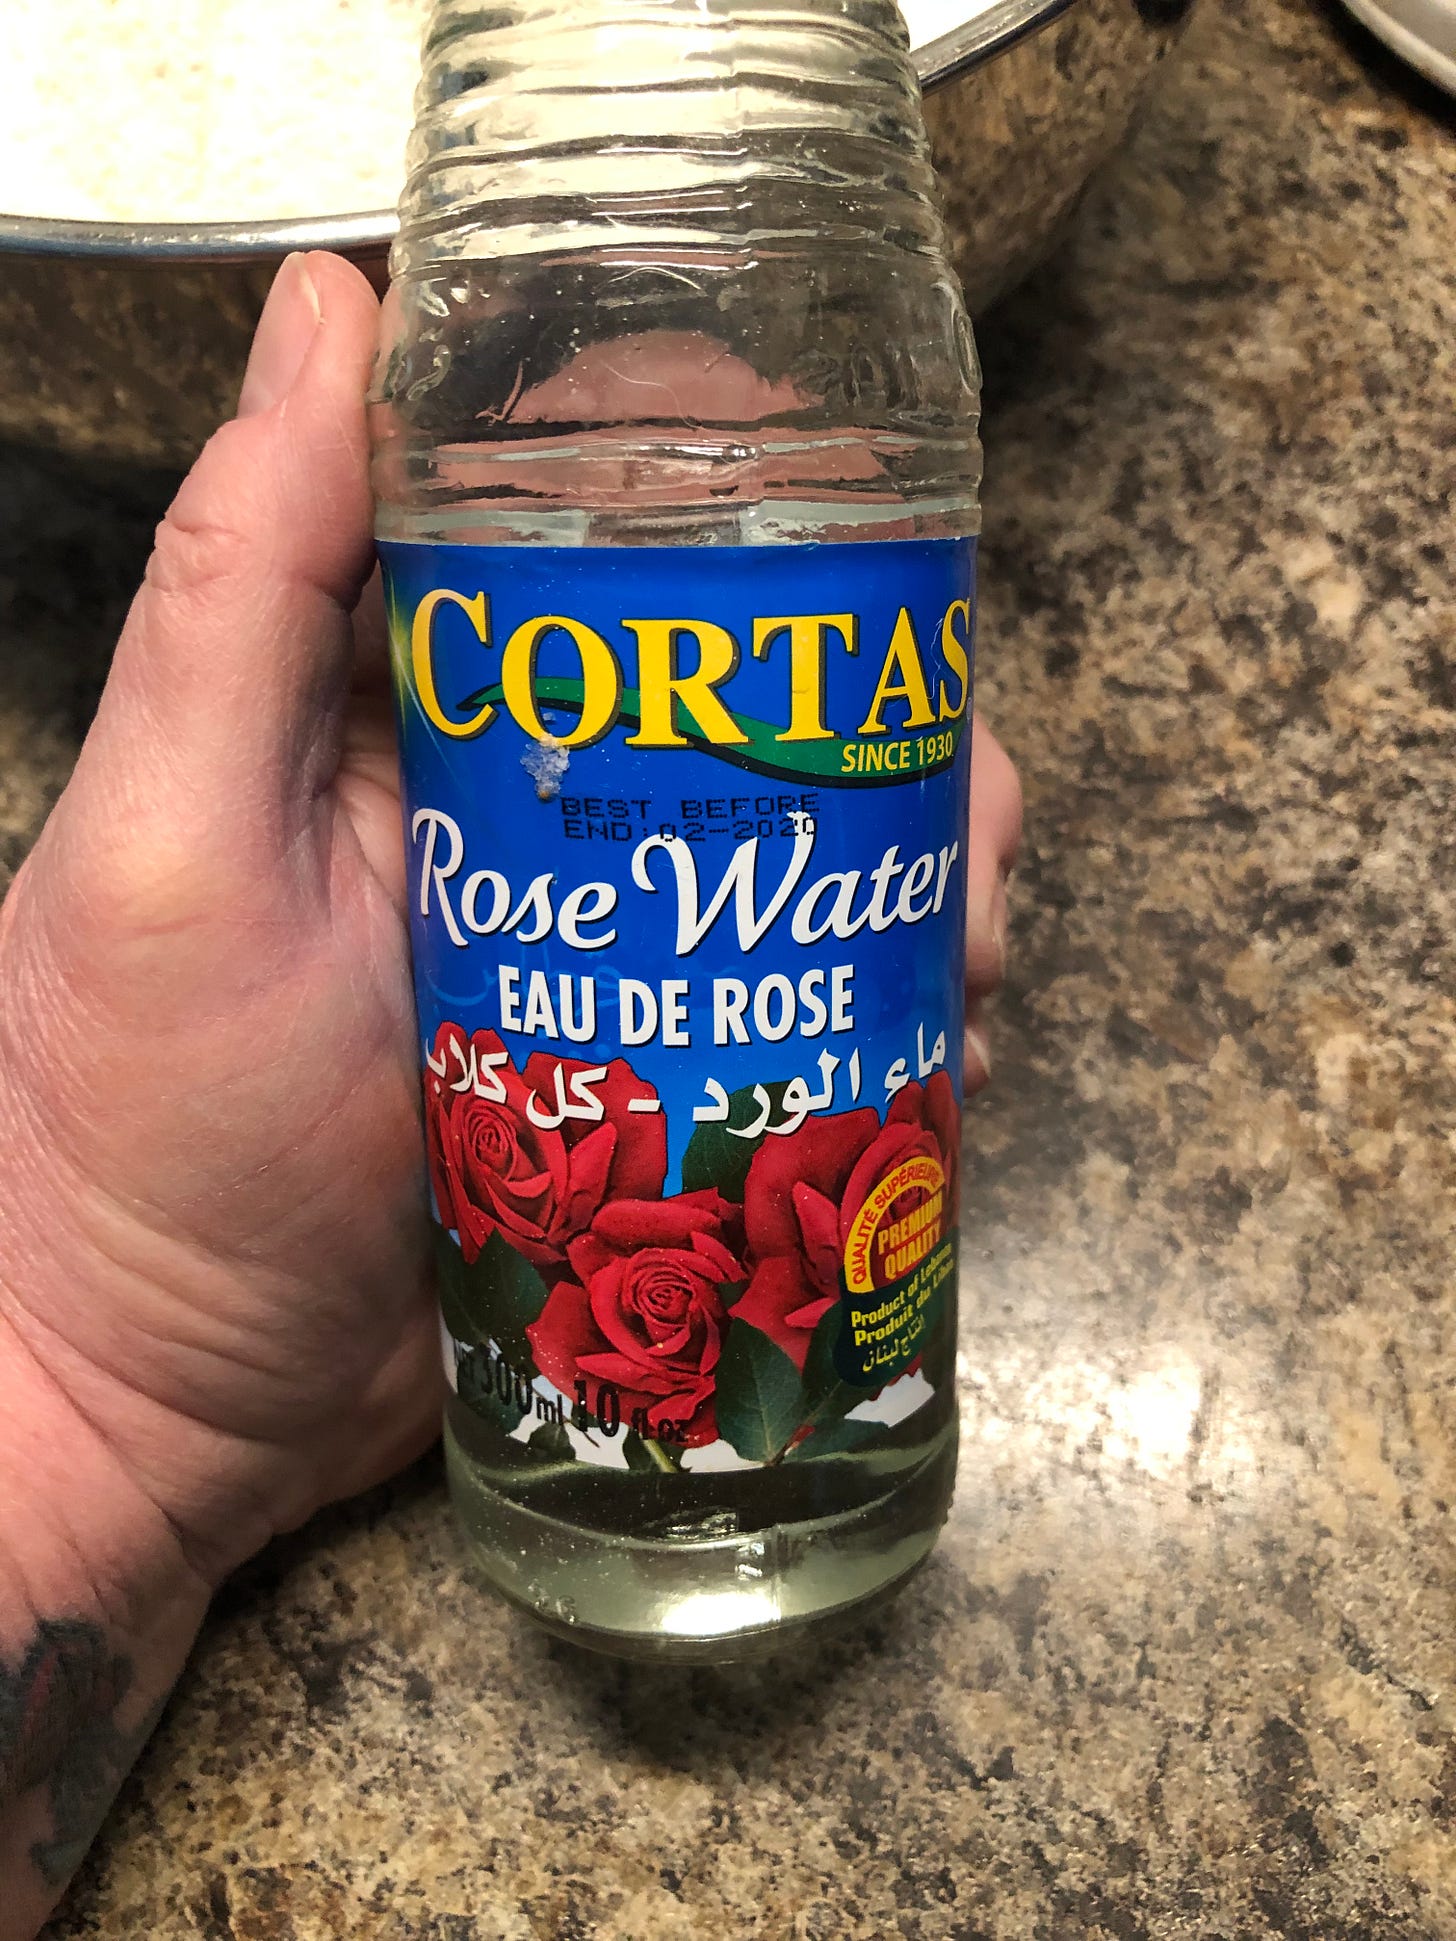 CORTAS
SINCE 1930
BEST BEFORE
END:02-2020
Rose Water
EAU DE ROSE
ماء الورد - كل كلاب
QUALITÉ SUPÉRIEURE
PREMIUM
QUALITY
Product of Lebanon
Produit du Liban
انتاج لبنان
300ml 10 fl oz